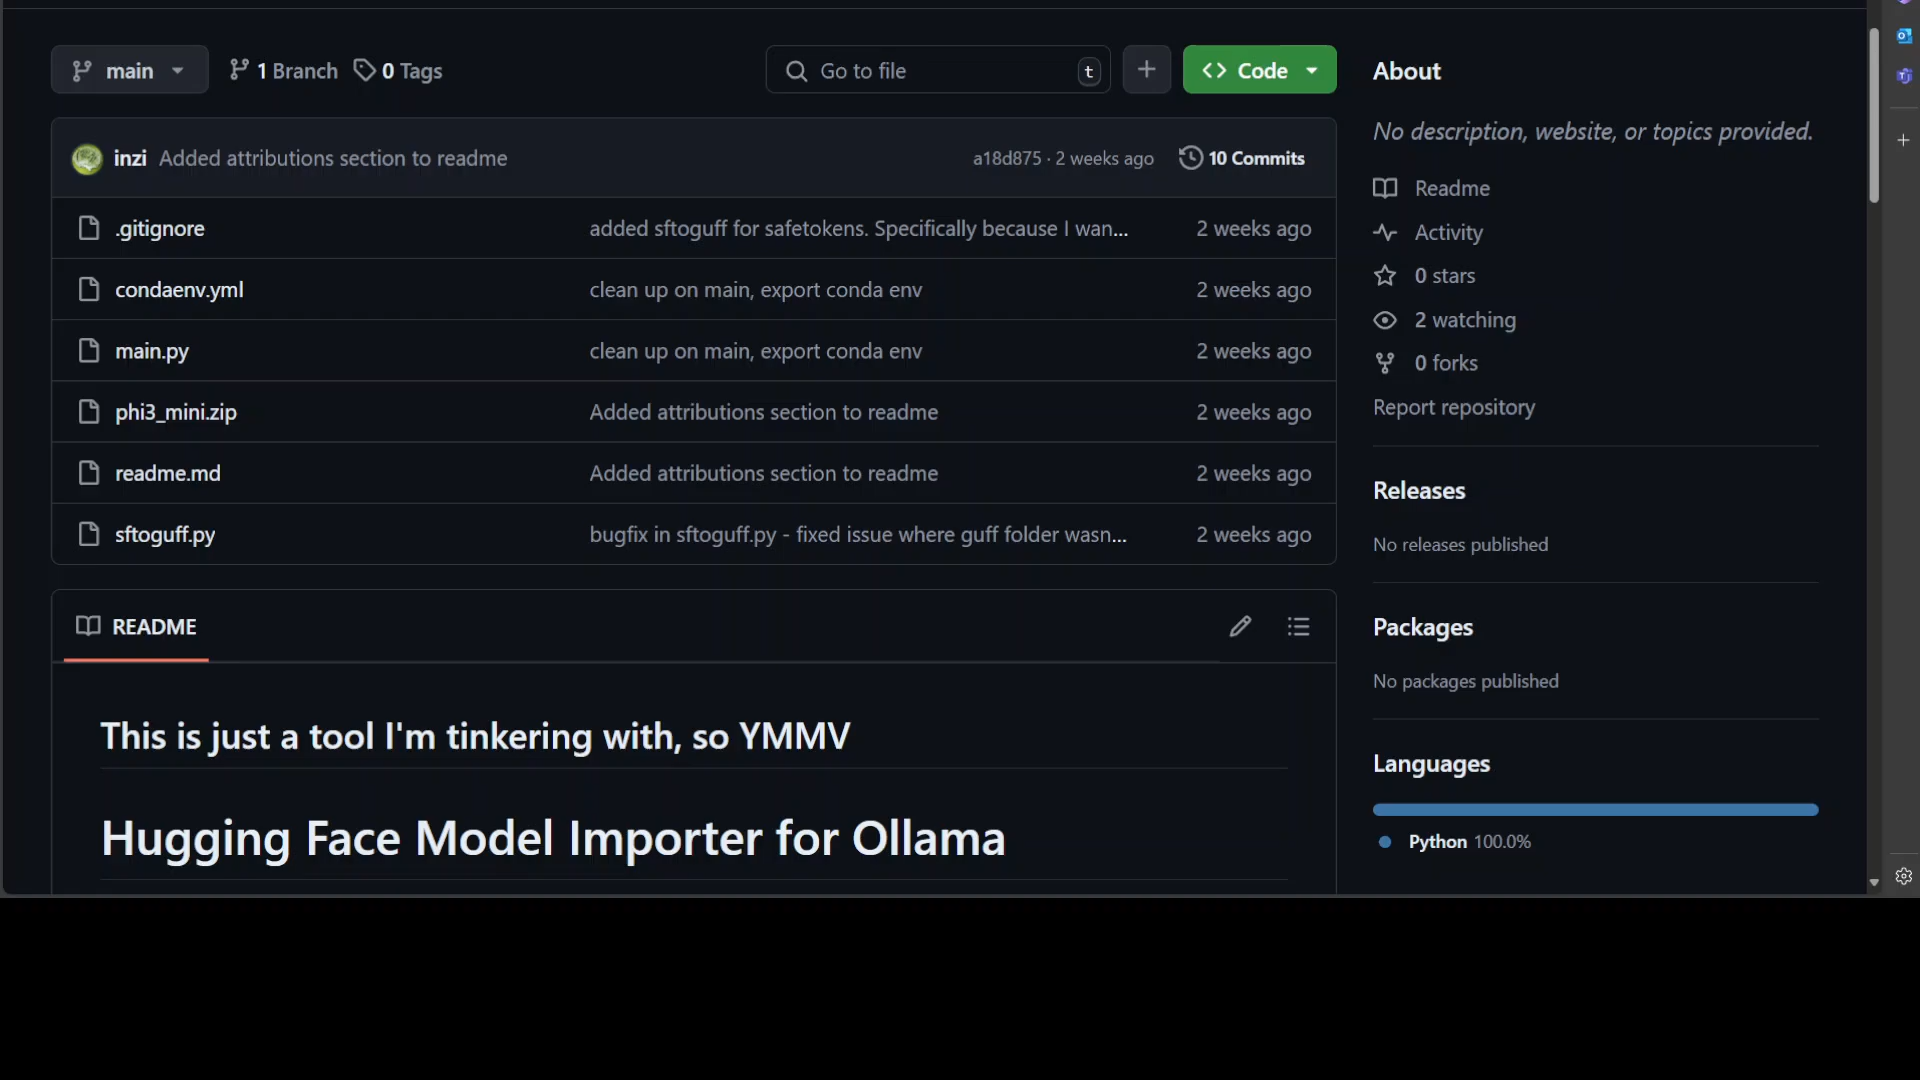 main
1 Branch
0 Tags
Go to file
t
Code
About
No description, website, or topics provided.
inzi Added attributions section to readme
a18d875 · 2 weeks ago
10 Commits
Readme
.gitignore
added sftoguff for safetokens. Specifically because I wan...
2 weeks ago
Activity
condaenv.yml
clean up on main, export conda env
2 weeks ago
0 stars
2 watching
main.py
clean up on main, export conda env
2 weeks ago
0 forks
phi3_mini.zip
Added attributions section to readme
2 weeks ago
Report repository
readme.md
Added attributions section to readme
2 weeks ago
Releases
sftoguff.py
bugfix in sftoguff.py - fixed issue where guff folder wasn...
2 weeks ago
No releases published
README
Packages
No packages published
This is just a tool I'm tinkering with, so YMMV
Languages
Hugging Face Model Importer for Ollama
Python 100.0%